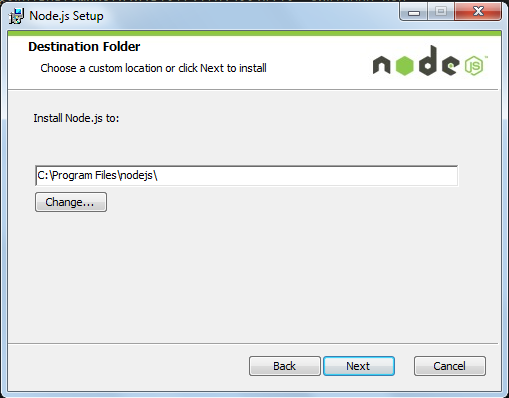 Node.js Setup
Destination Folder
Choose a custom location or click Next to install
node
JS
Install Node.js to:
C:\Program Files\nodejs\
Change...
Back
Next
Cancel